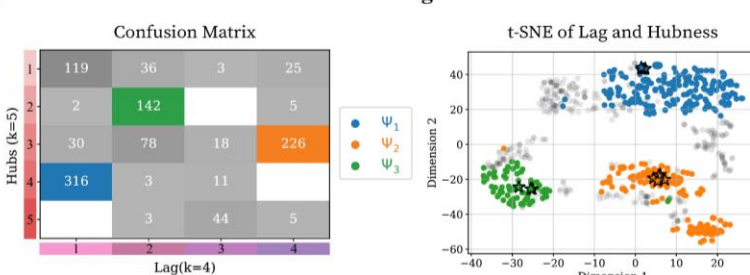 Confusion Matrix
119 36 3 25
2 142 5
30 78 18 226
316 3 11
3 44 5
1
2
3
4
5
Hubs (k=5)
1 2 3 4
Lag(k=4)
Ψ1
Ψ2
Ψ3
t-SNE of Lag and Hubness
Dimension 2
40
20
0
−20
−40
−60
−40 −30 −20 −10 0 10 20